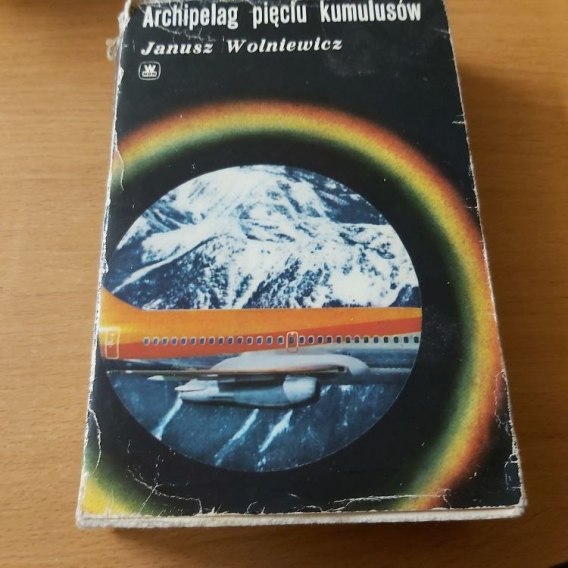 Archipelag pięciu kumulusów
Janusz Wolniewicz